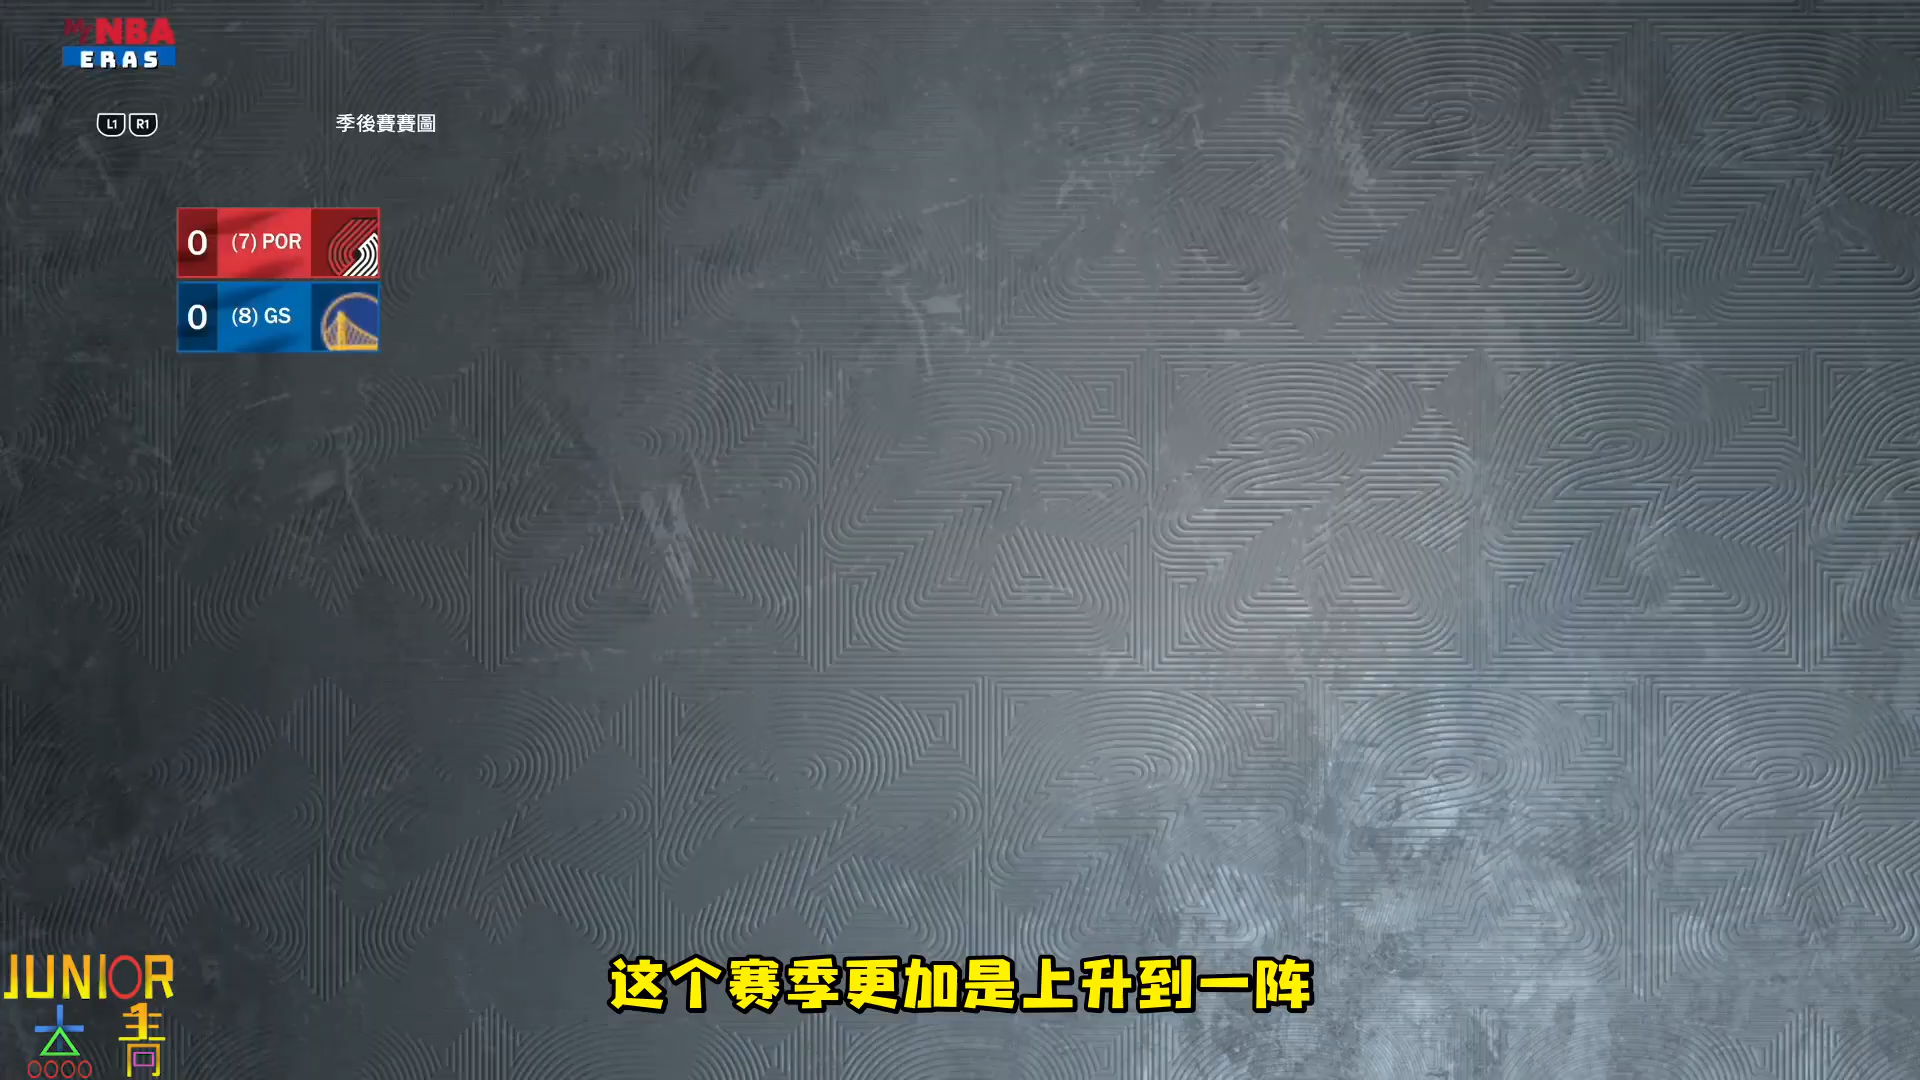 My NBA
ERAS
L1 R1
季後賽賽圖
0 (7) POR
0 (8) GS
这个赛季更加是上升到一阵
JUNIOR